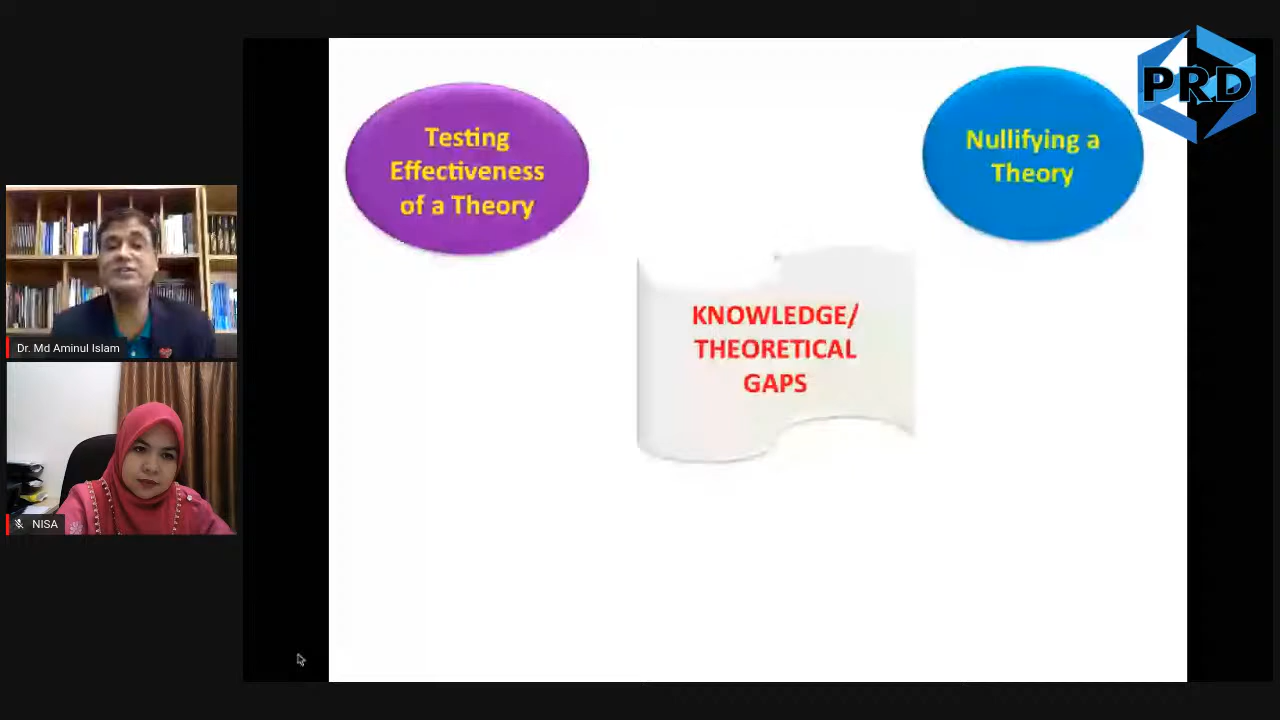 PRD
Testing
Effectiveness
of a Theory
Nullifying a
Theory
KNOWLEDGE/
THEORETICAL
GAPS
Dr. Md Aminul Islam
NISA